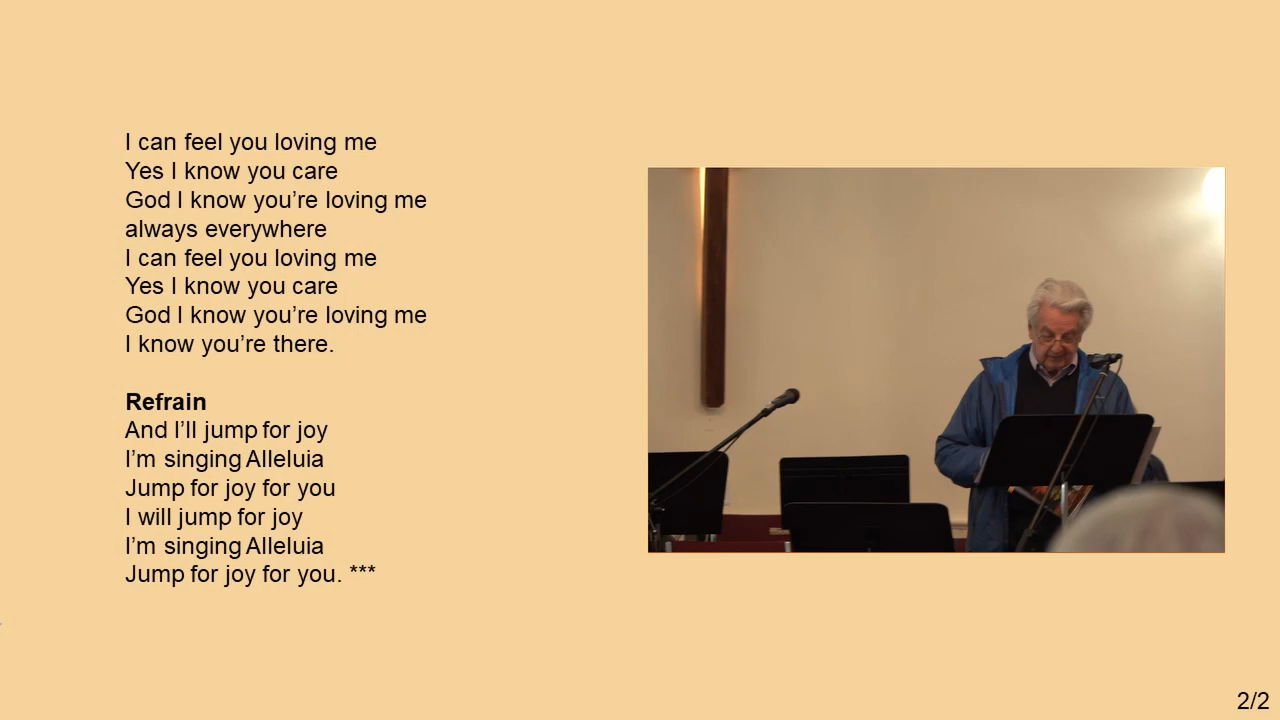 I can feel you loving me
Yes I know you care
God I know you’re loving me
always everywhere
I can feel you loving me
Yes I know you care
God I know you’re loving me
I know you’re there.
Refrain
And I’ll jump for joy
I’m singing Alleluia
Jump for joy for you
I will jump for joy
I’m singing Alleluia
Jump for joy for you. ***
2/2